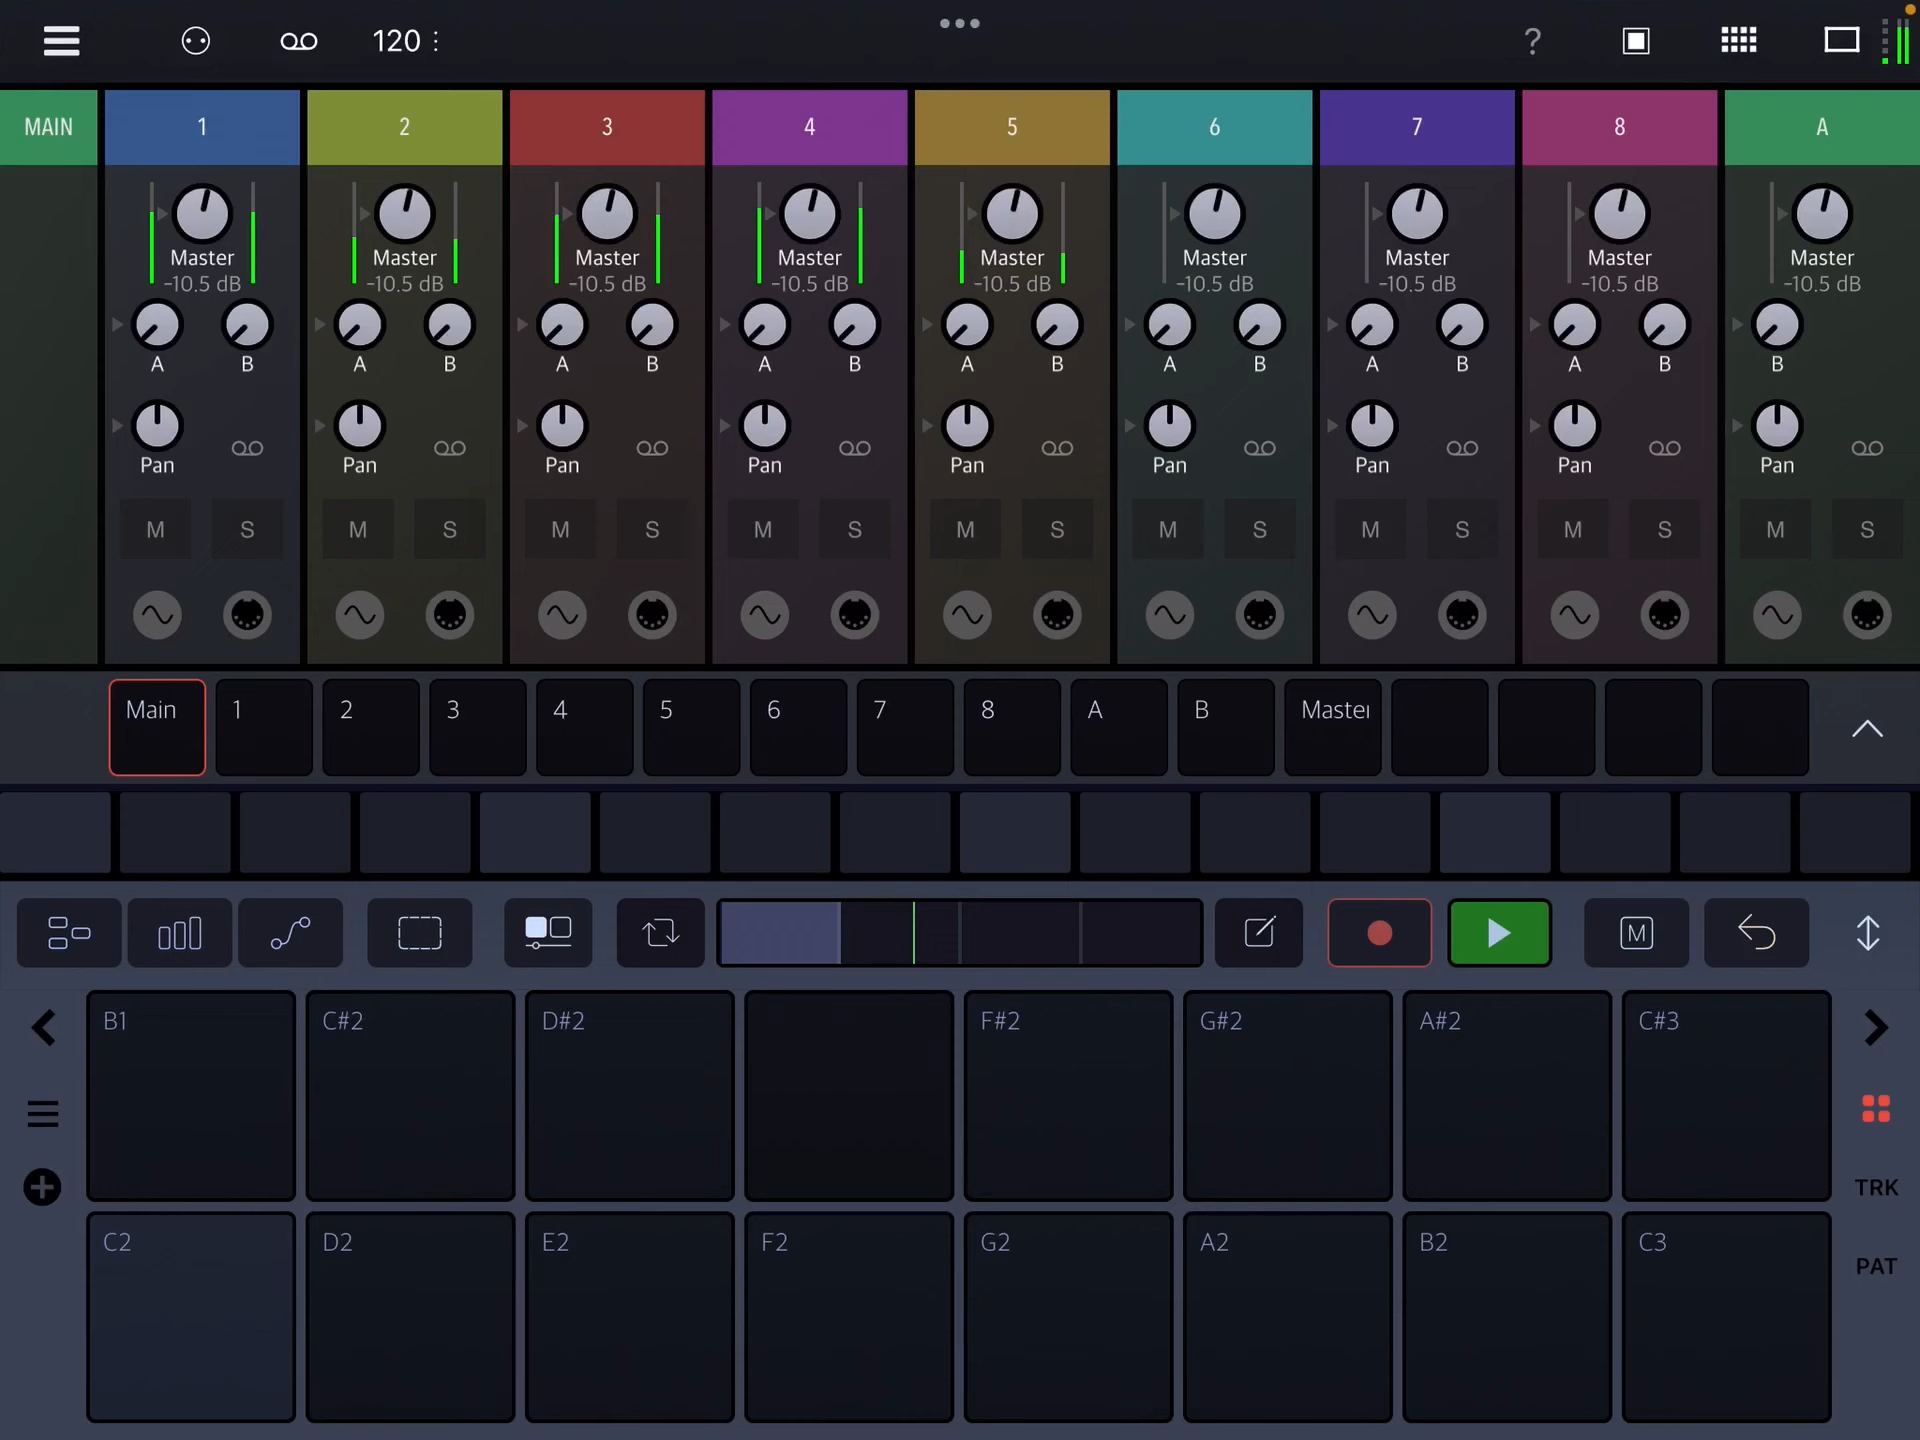 120
?
MAIN 1 2 3 4 5 6 7 8 A
Master Master Master Master Master Master Master Master Master
-10.5 dB -10.5 dB -10.5 dB -10.5 dB -10.5 dB -10.5 dB -10.5 dB -10.5 dB -10.5 dB
A B A B A B A B A B A B A B A B B
Pan Pan Pan Pan Pan Pan Pan Pan Pan
M S M S M S M S M S M S M S M S M S
Main 1 2 3 4 5 6 7 8 A B Master
M
B1 C#2 D#2 F#2 G#2 A#2 C#3
TRK
C2 D2 E2 F2 G2 A2 B2 C3
PAT